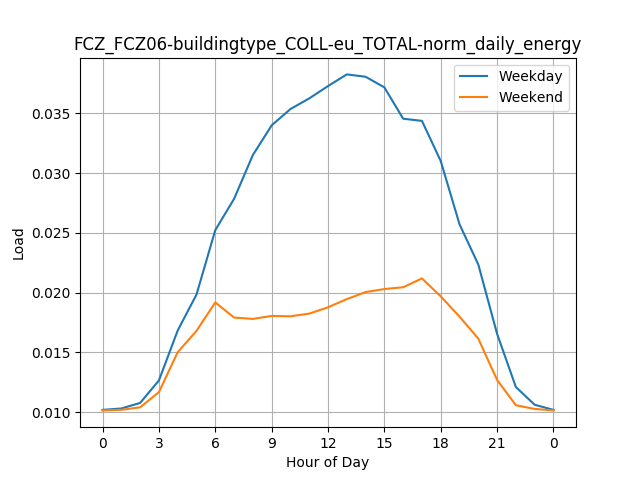 FCZ_FCZ06-buildingtype_COLL-eu_TOTAL-norm_daily_energy
Weekday
Weekend
0.035
0.030
0.025
0.020
0.015
0.010
Load
0 3 6 9 12 15 18 21 0
Hour of Day